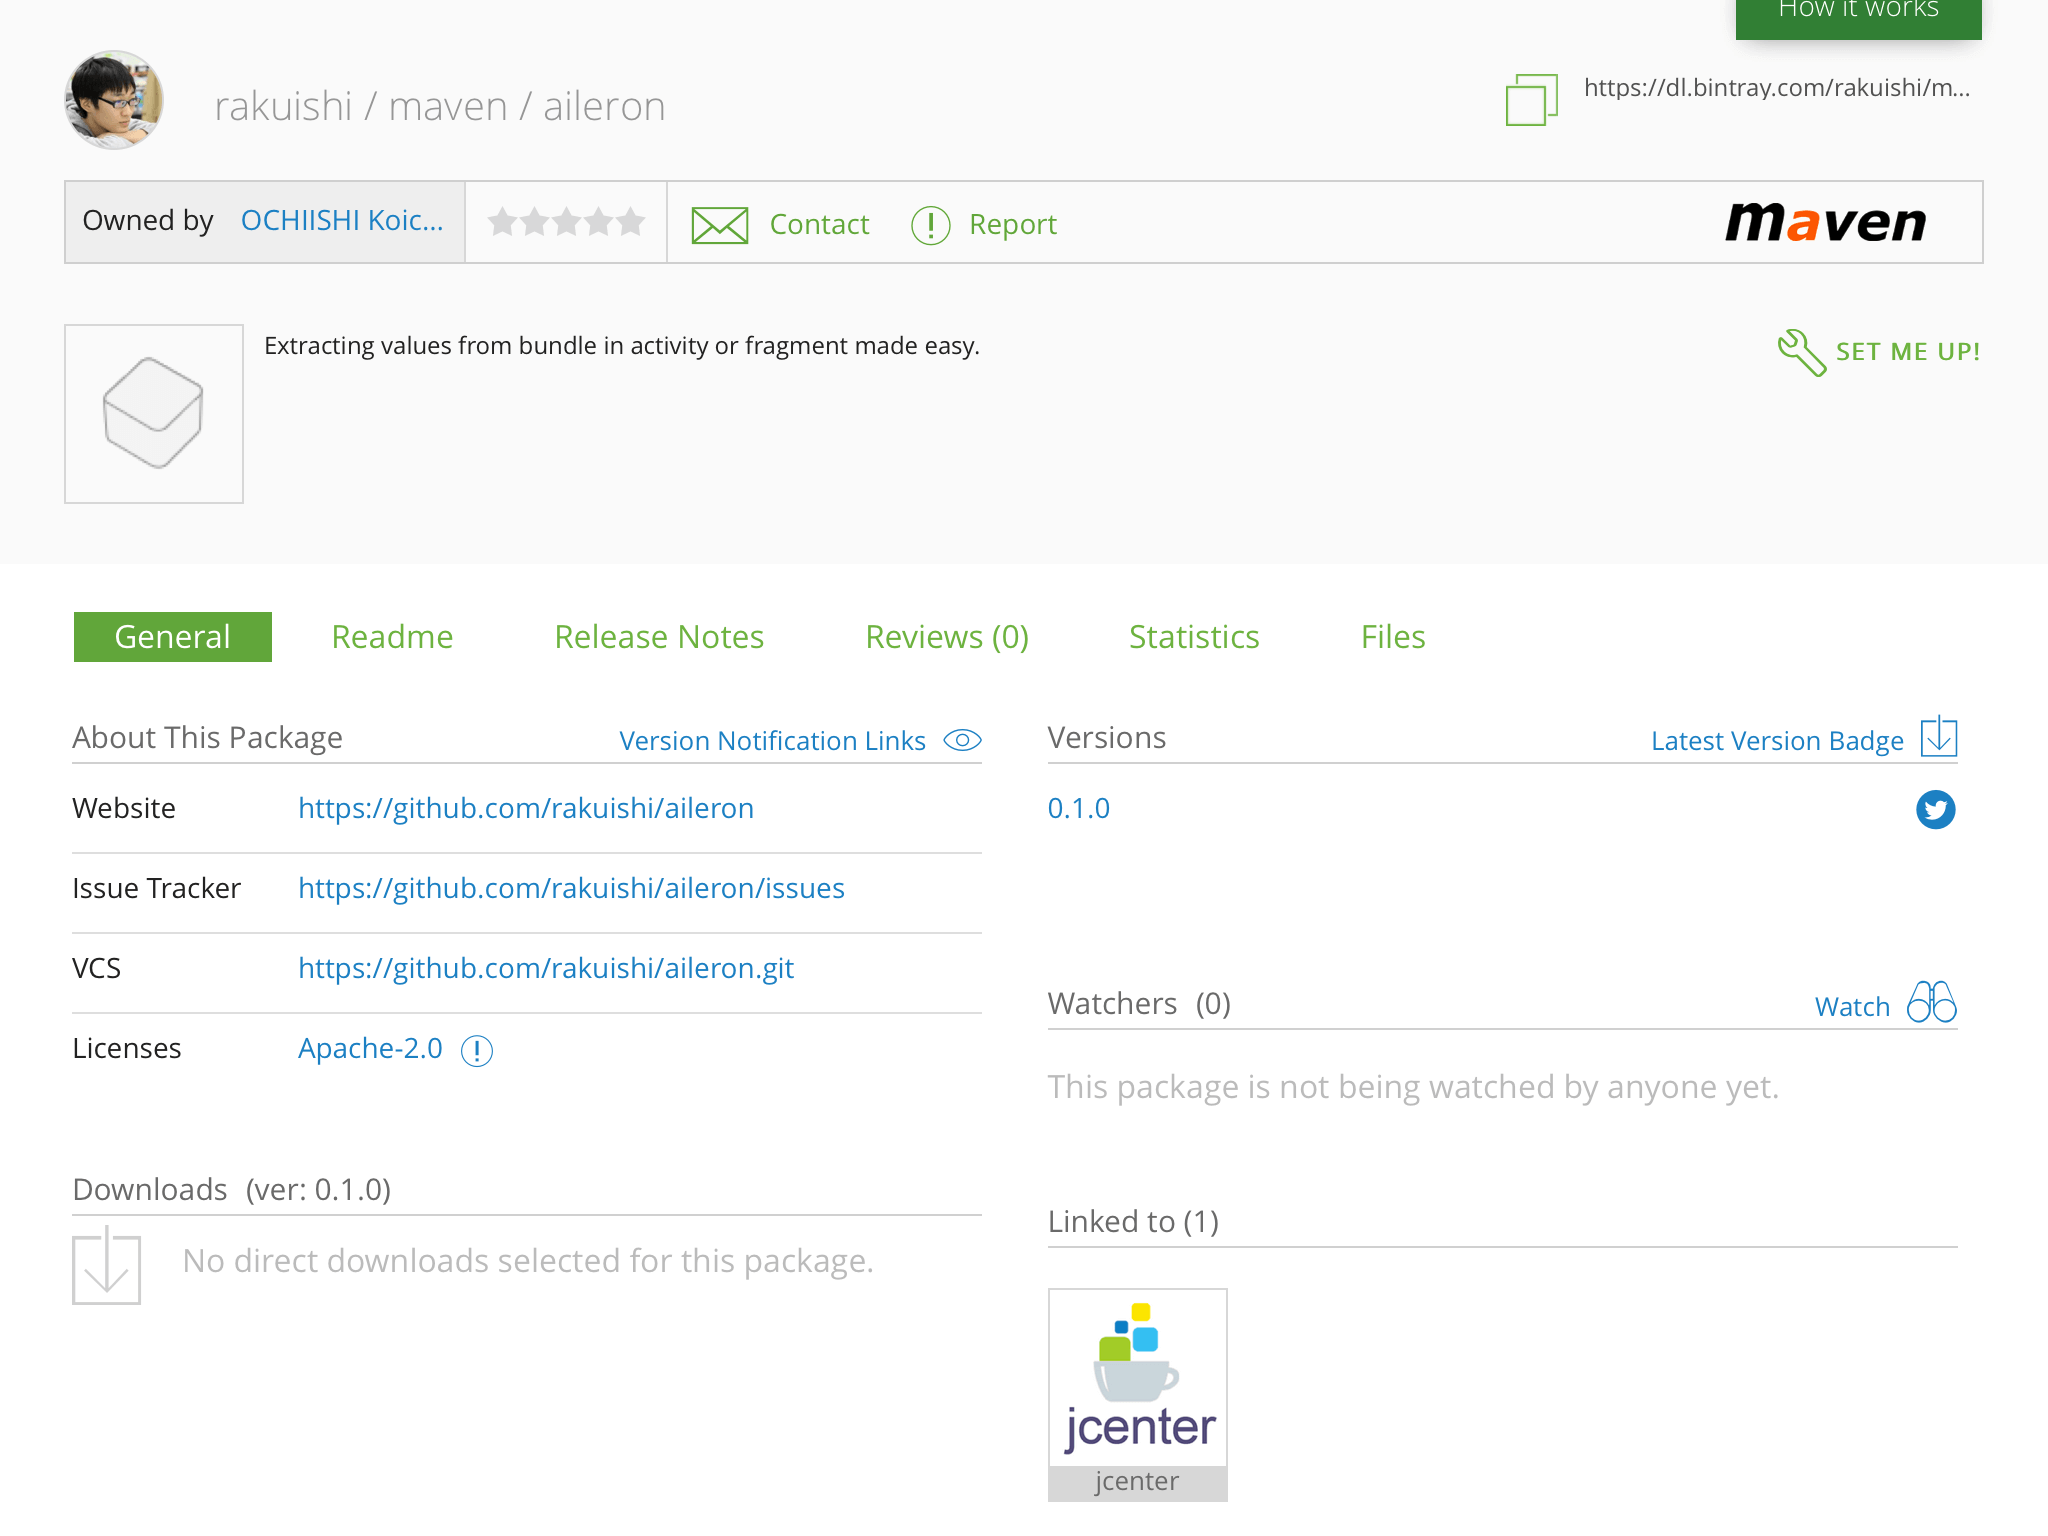 How it works
rakuishi / maven / aileron
https://dl.bintray.com/rakuishi/m...
Owned by OCHIISHI Koic...
Contact
Report
maven
Extracting values from bundle in activity or fragment made easy.
SET ME UP!
General
Readme
Release Notes
Reviews (0)
Statistics
Files
About This Package
Version Notification Links
Website https://github.com/rakuishi/aileron
Issue Tracker https://github.com/rakuishi/aileron/issues
VCS https://github.com/rakuishi/aileron.git
Licenses Apache-2.0
Downloads (ver: 0.1.0)
No direct downloads selected for this package.
Versions
Latest Version Badge
0.1.0
Watchers (0)
Watch
This package is not being watched by anyone yet.
Linked to (1)
jcenter
jcenter